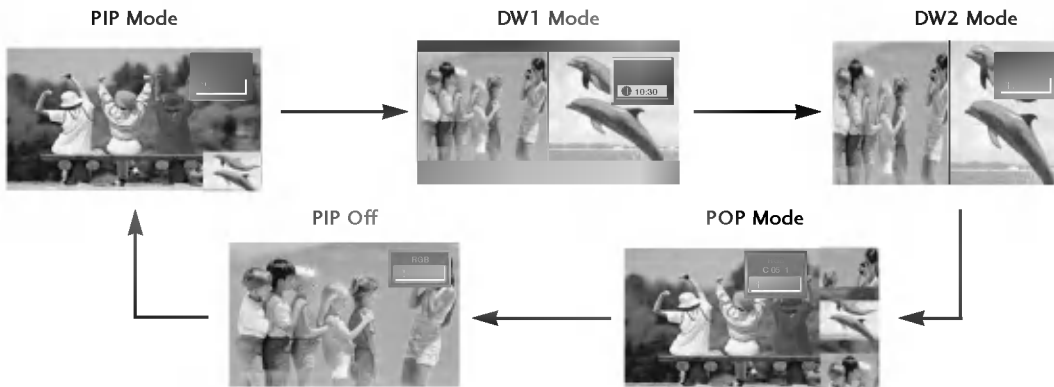 PIP Mode
DW1 Mode
DW2 Mode
10:30
PIP Off
POP Mode
RGB